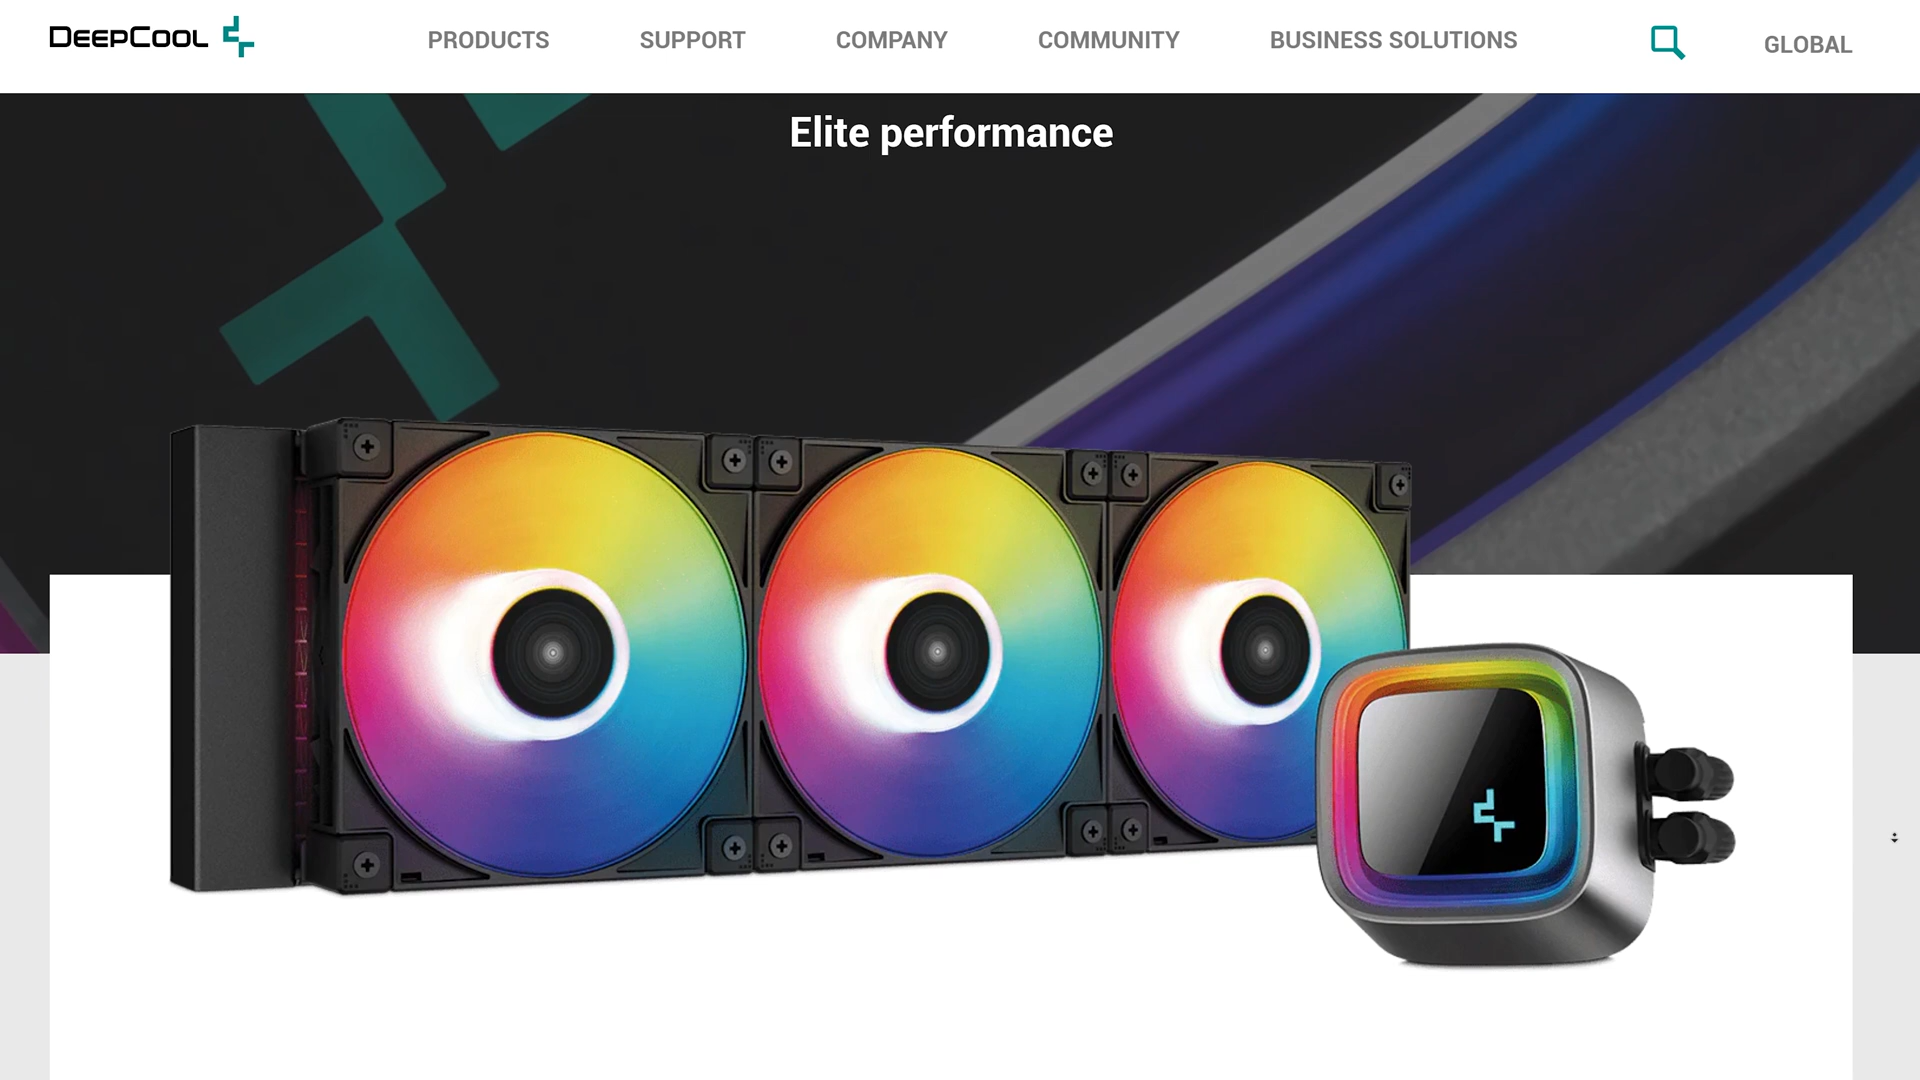 DEEPCOOL
PRODUCTS
SUPPORT
COMPANY
COMMUNITY
BUSINESS SOLUTIONS
GLOBAL
Elite performance